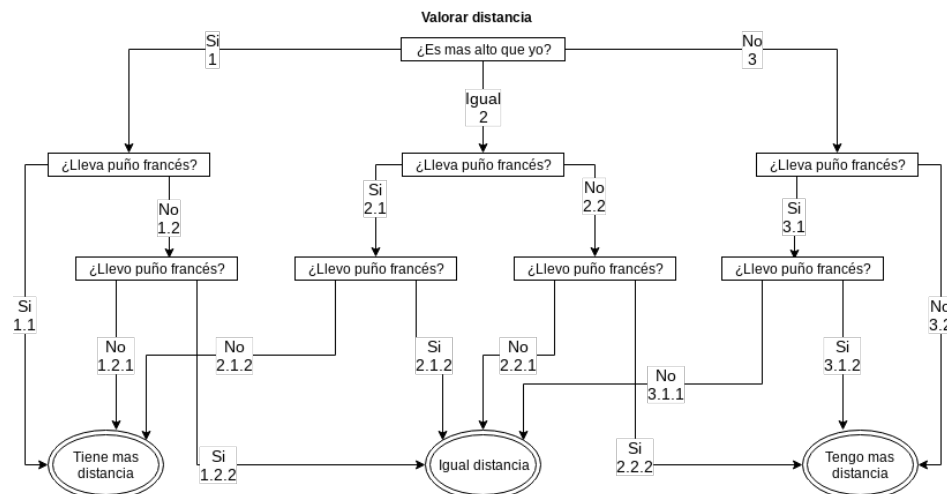 Valorar distancia
¿Es mas alto que yo?
Si
1
Igual
2
No
3
¿Lleva puño francés?
¿Lleva puño francés?
¿Lleva puño francés?
No
1.2
Si
2.1
No
2.2
Si
3.1
¿Llevo puño francés?
¿Llevo puño francés?
¿Llevo puño francés?
¿Llevo puño francés?
Si
1.1
No
1.2.1
No
2.1.2
Si
2.1.2
No
2.2.1
No
3.1.1
Si
3.1.2
No
3.2
Tiene mas
distancia
Si
1.2.2
Igual distancia
Si
2.2.2
Tengo mas
distancia